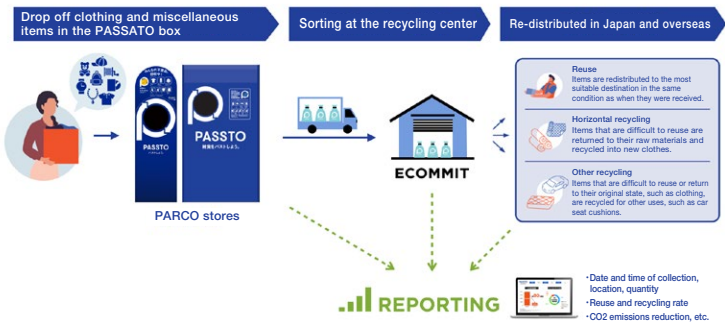 Drop off clothing and miscellaneous
items in the PASSATO box
Sorting at the recycling center
Re-distributed in Japan and overseas
PASSTO
PASSTO
PARCO stores
ECOMMIT
Reuse
Items are redistributed to the most
suitable destination in the same
condition as when they were received.
Horizontal recycling
Items that are difficult to reuse are
returned to their raw materials and
recycled into new clothes.
Other recycling
Items that are difficult to reuse or return
to their original state, such as clothing,
are recycled for other uses, such as car
seat cushions.
REPORTING
・Date and time of collection,
location, quantity
・Reuse and recycling rate
・CO2 emissions reduction, etc.